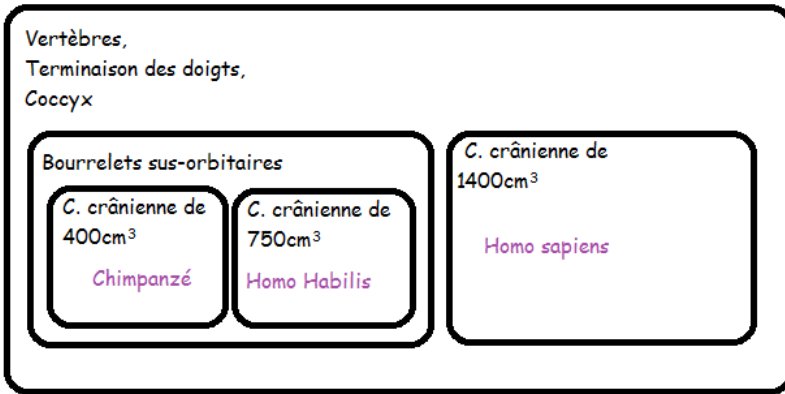 Vertèbres,
Terminaison des doigts,
Coccyx
Bourrelets sus-orbitaires
C. crânienne de
400cm³
Chimpanzé
C. crânienne de
750cm³
Homo Habilis
C. crânienne de
1400cm³
Homo sapiens